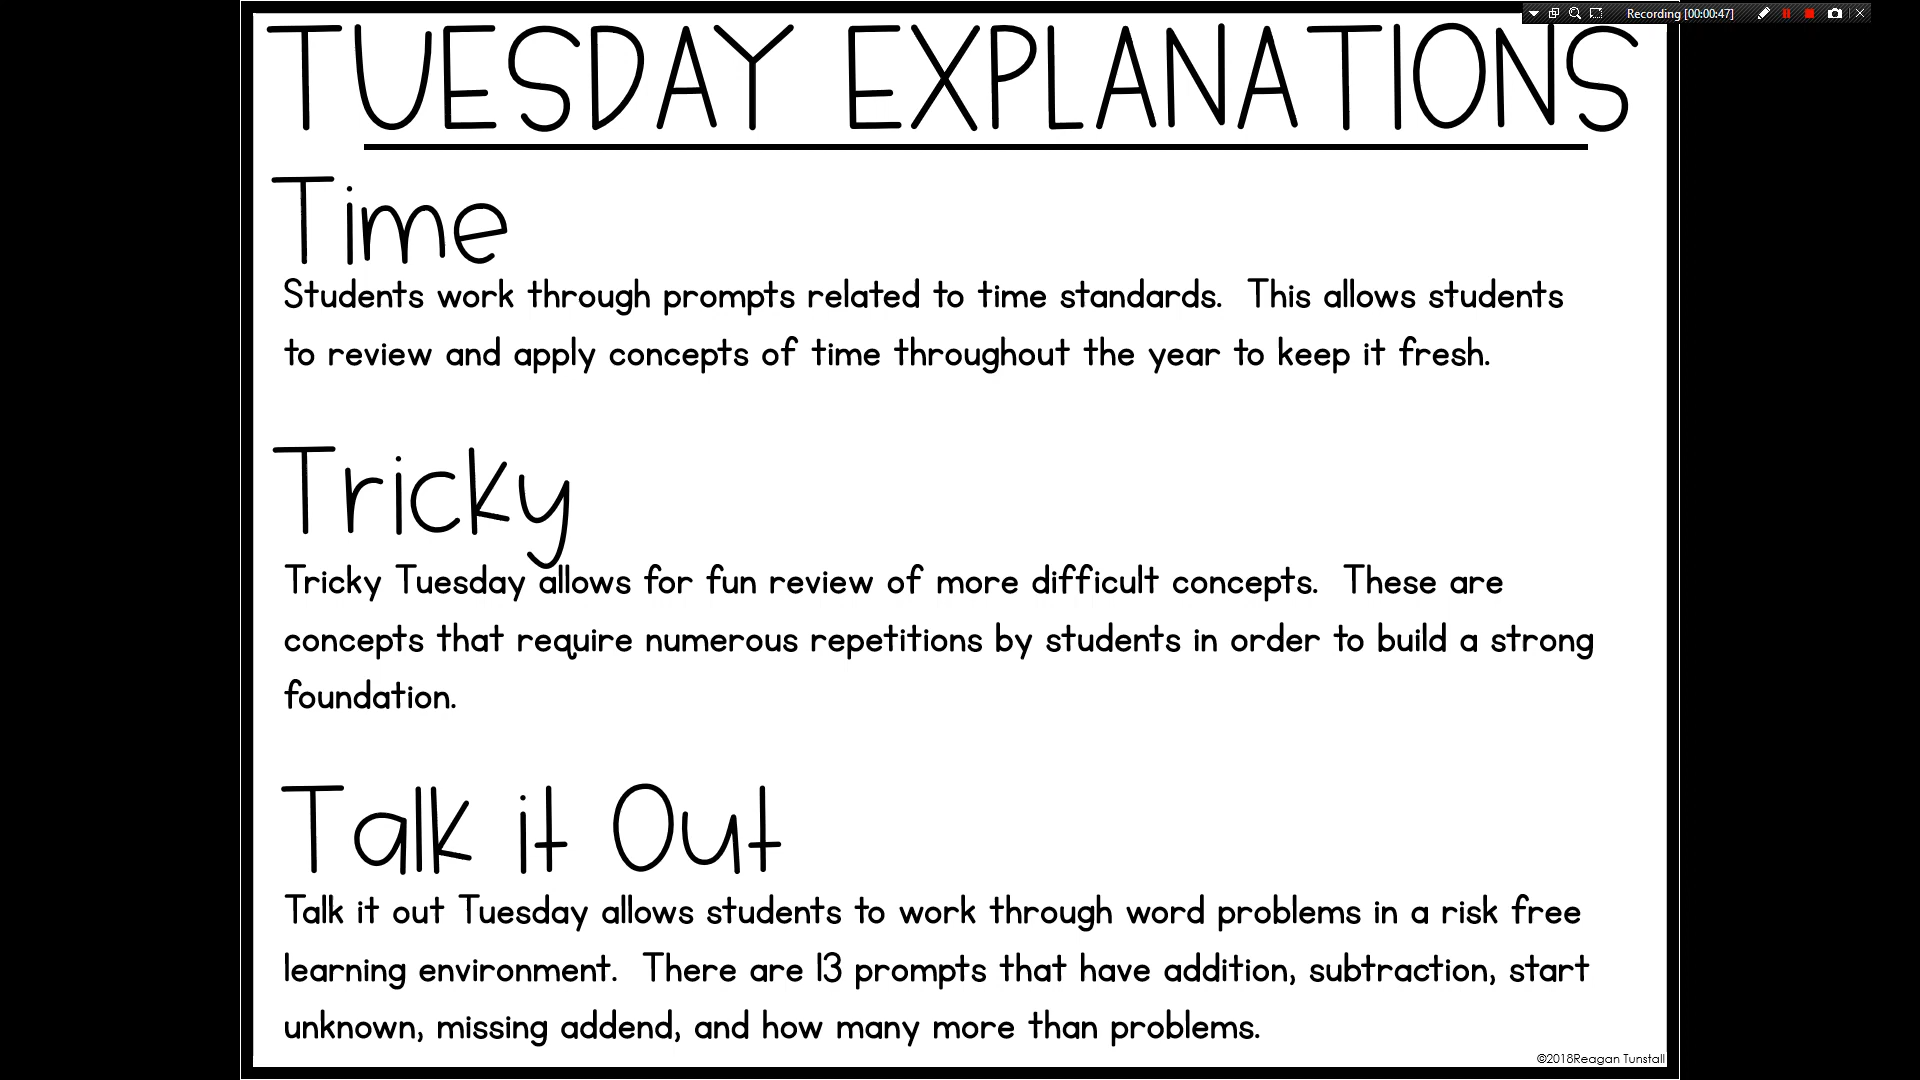 Recording [00:00:47]
TUESDAY EXPLANATIONS
Time
Students work through prompts related to time standards.  This allows students
to review and apply concepts of time throughout the year to keep it fresh.
Tricky
Tricky Tuesday allows for fun review of more difficult concepts.  These are
concepts that require numerous repetitions by students in order to build a strong
foundation.
Talk it Out
Talk it out Tuesday allows students to work through word problems in a risk free
learning environment.  There are 13 prompts that have addition, subtraction, start
unknown, missing addend, and how many more than problems.
©2018Reagan Tunstall